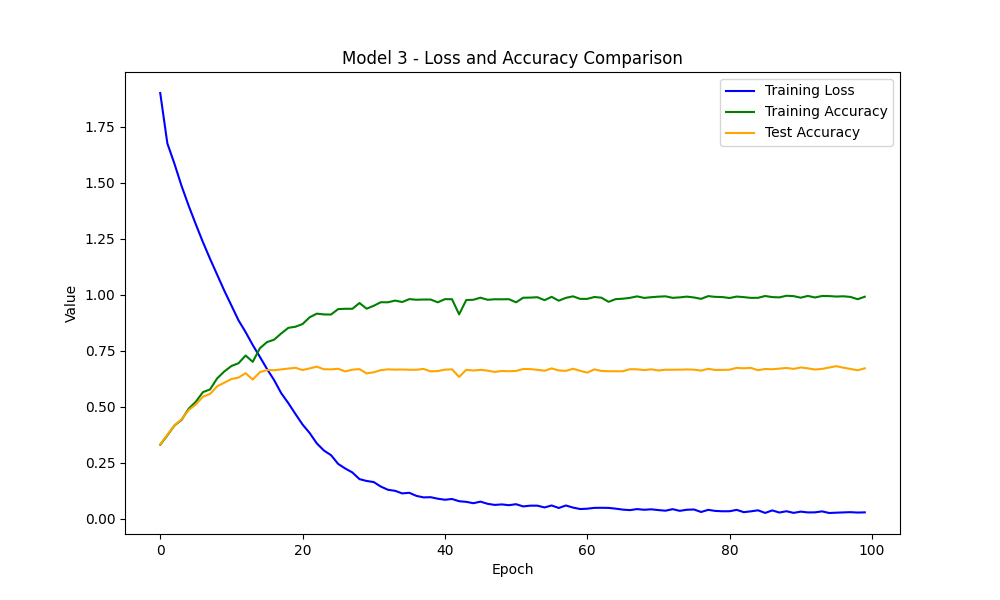 Model 3 - Loss and Accuracy Comparison
Training Loss
Training Accuracy
Test Accuracy
Value
1.75
1.50
1.25
1.00
0.75
0.50
0.25
0.00
0
20
40
60
80
100
Epoch